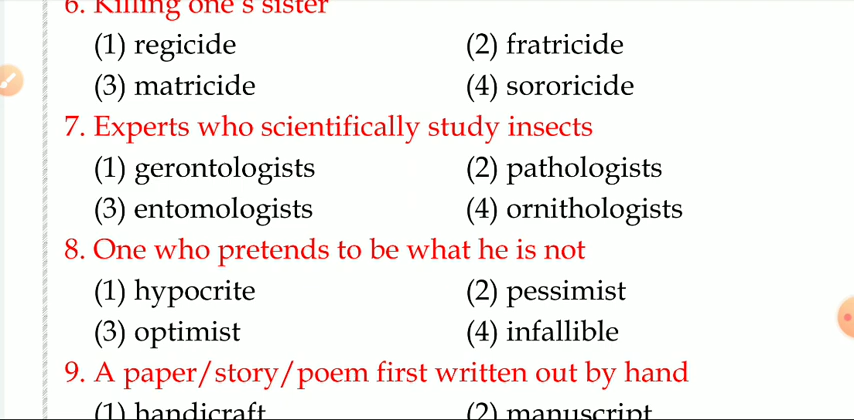 6. Killing one's sister
(1) regicide (2) fratricide
(3) matricide (4) sororicide
7. Experts who scientifically study insects
(1) gerontologists (2) pathologists
(3) entomologists (4) ornithologists
8. One who pretends to be what he is not
(1) hypocrite (2) pessimist
(3) optimist (4) infallible
9. A paper/story/poem first written out by hand
(1) handicraft (2) manuscript